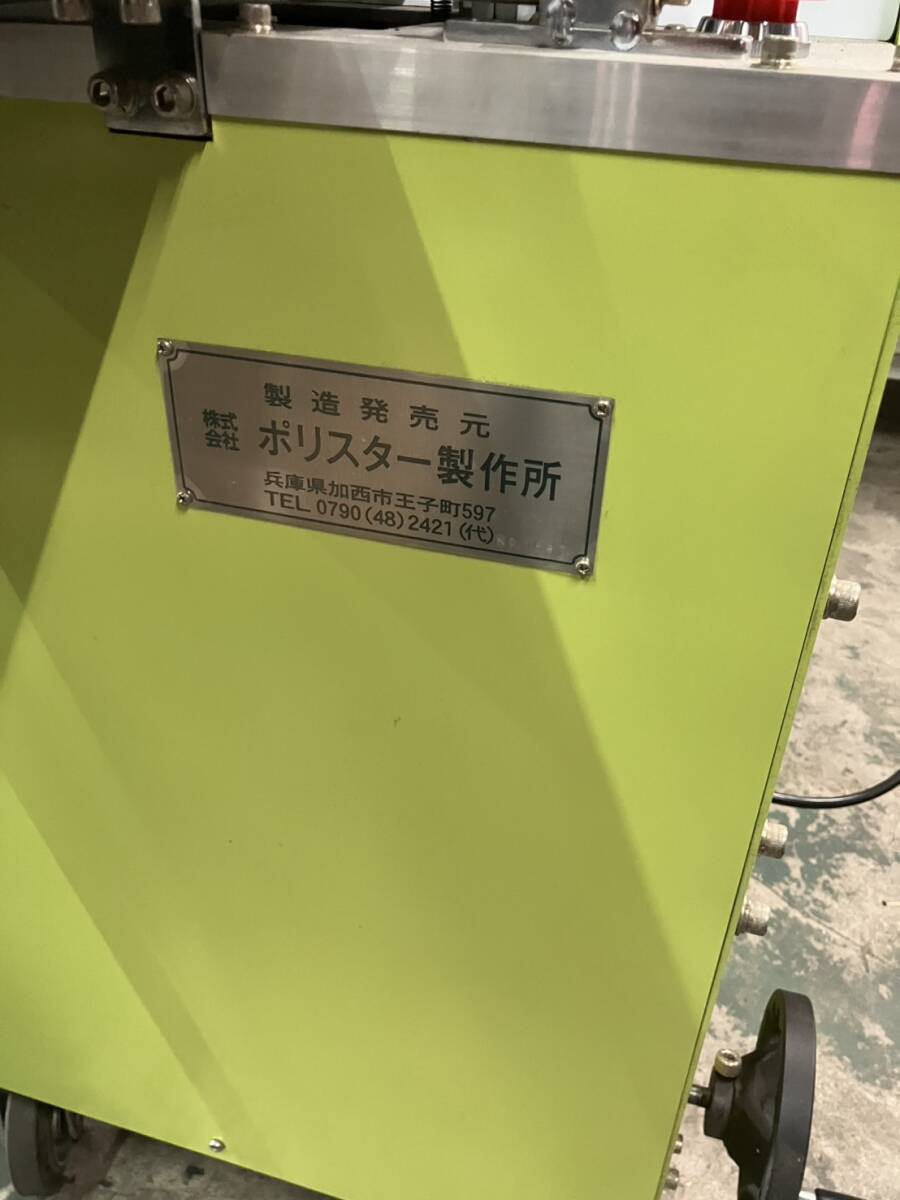 製造発売元
株式会社 ポリスター製作所
兵庫県加西市王子町597
TEL 0790(48)2421(代)